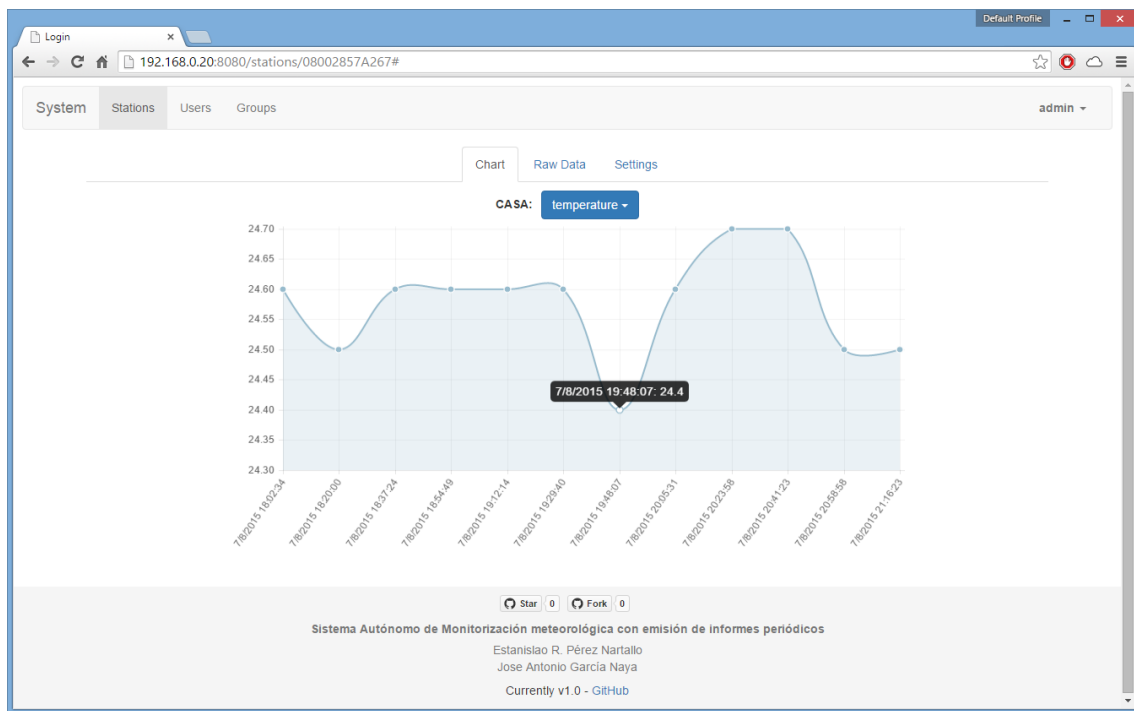 Default Profile
Login
192.168.0.20:8080/stations/08002857A267#
System Stations Users Groups admin
Chart Raw Data Settings
CASA: temperature
24.70
24.65
24.60
24.55
24.50
24.45
7/8/2015 19:48:07: 24.4
24.40
24.35
24.30
7/8/2015 18:02:34
7/8/2015 18:20:00
7/8/2015 18:37:24
7/8/2015 18:54:49
7/8/2015 19:12:14
7/8/2015 19:29:40
7/8/2015 19:48:07
7/8/2015 20:05:31
7/8/2015 20:23:58
7/8/2015 20:41:23
7/8/2015 20:58:58
7/8/2015 21:16:23
Star 0 Fork 0
Sistema Autónomo de Monitorización meteorológica con emisión de informes periódicos
Estanislao R. Pérez Nartallo
Jose Antonio García Naya
Currently v1.0 - GitHub